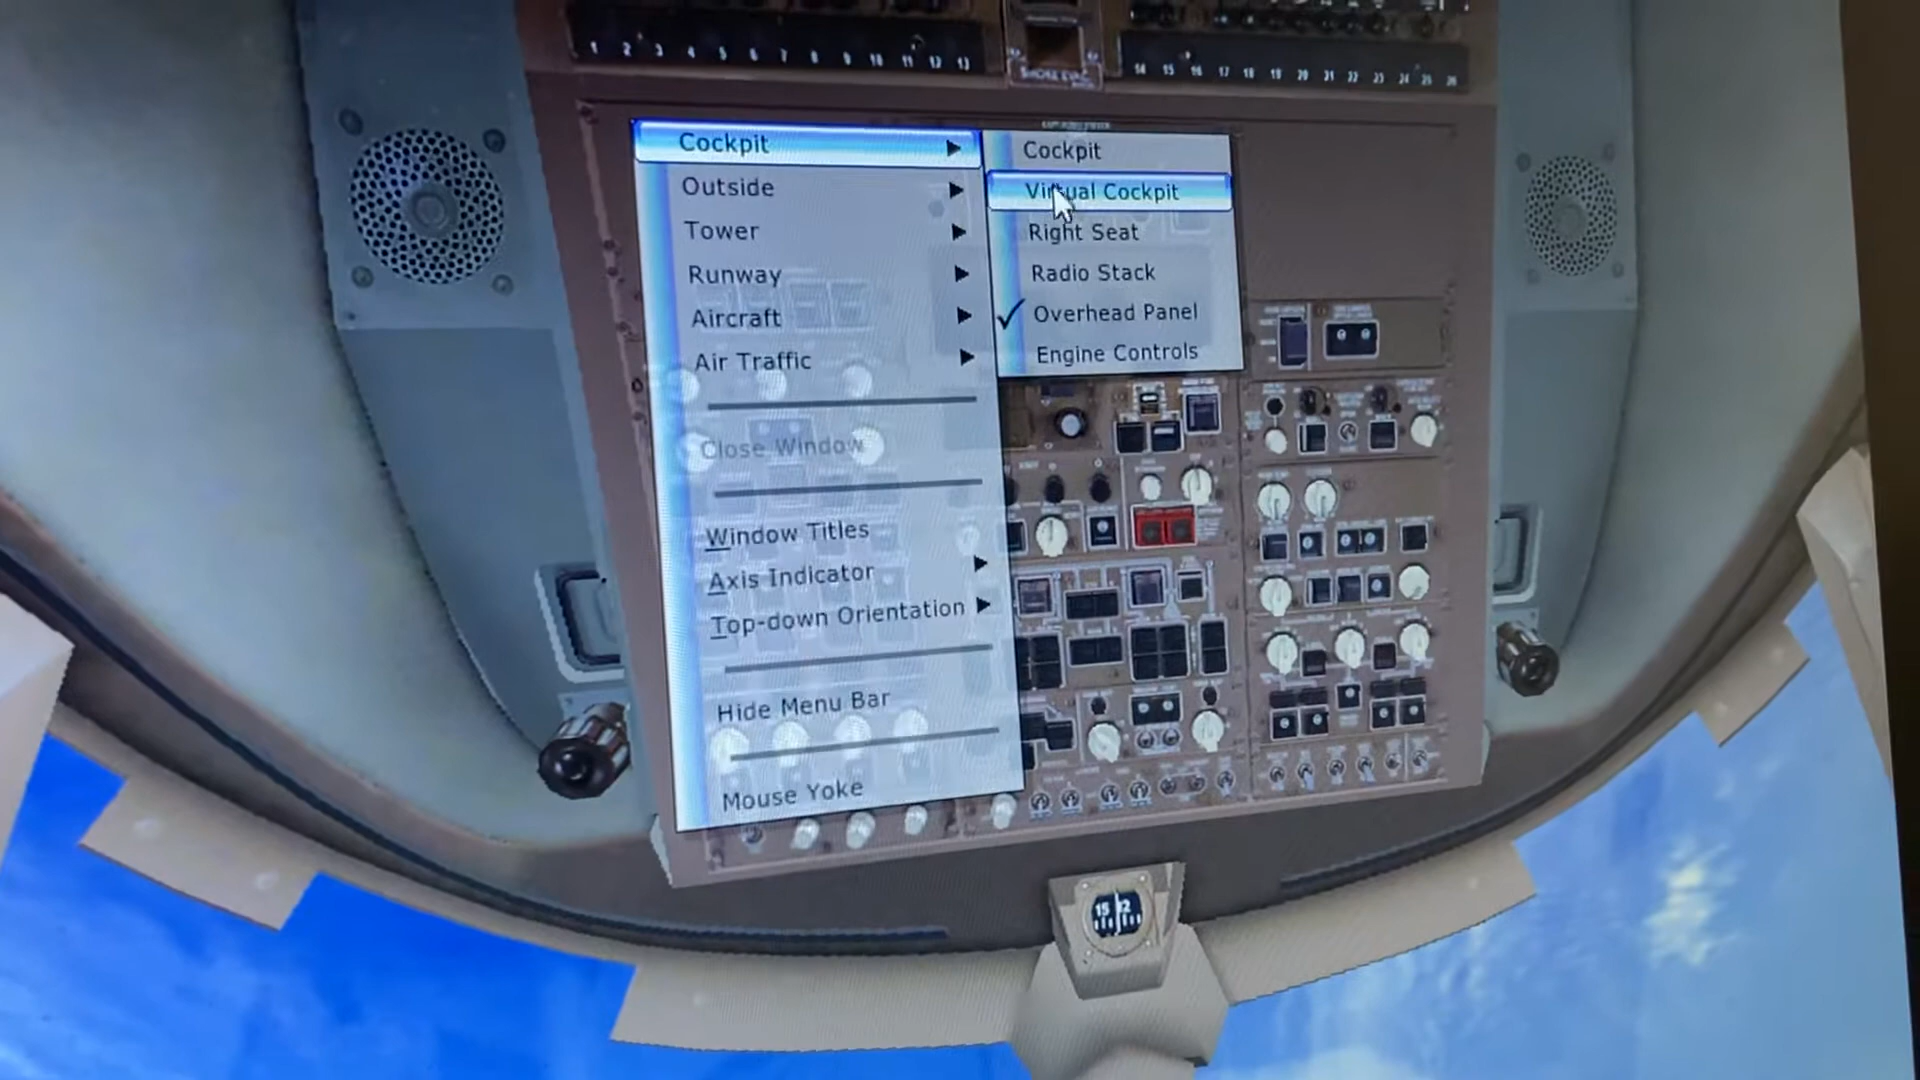 1 2 3 4 5 6 7 8 9 10 11 12 13
14 15 16 17 18 19 20 21 22 23 24 25 26
Cockpit
Outside
Tower
Runway
Aircraft
Air Traffic
Close Window
Window Titles
Axis Indicator
Top-down Orientation
Hide Menu Bar
Mouse Yoke
Cockpit
Virtual Cockpit
Right Seat
Radio Stack
Overhead Panel
Engine Controls
15 12